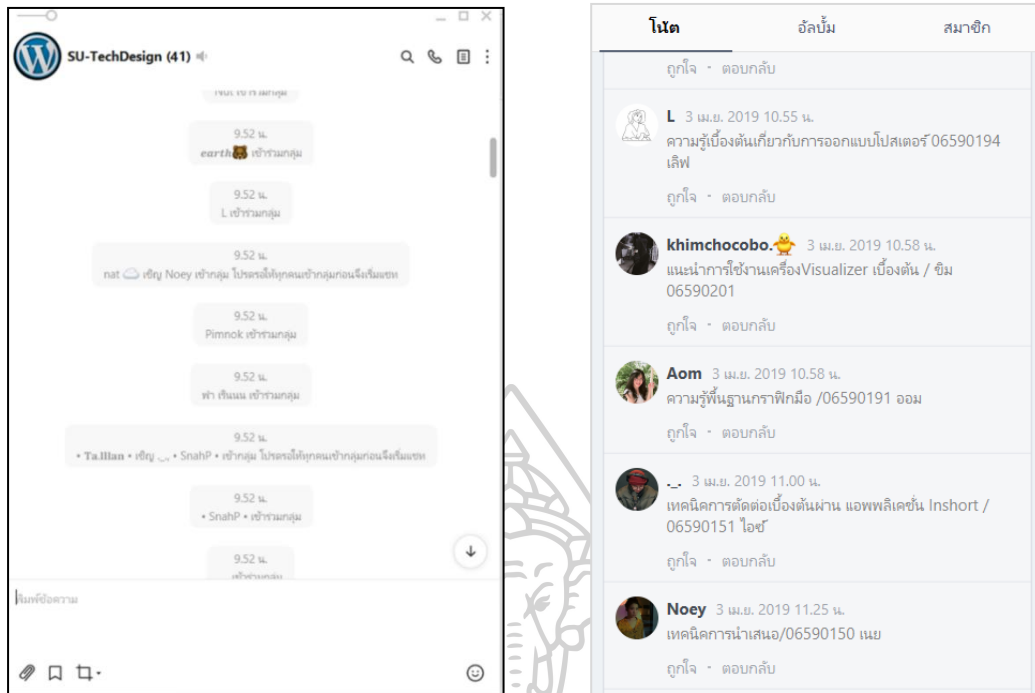 SU-TechDesign (41)
9.52 น.
earth🐻 เข้าร่วมกลุ่ม
9.52 น.
L เข้าร่วมกลุ่ม
9.52 น.
nat ☁️ เชิญ Noey เข้ากลุ่ม โปรดรอให้ทุกคนเข้ากลุ่มก่อนจึงเริ่มแชท
9.52 น.
Pimnok เข้าร่วมกลุ่ม
9.52 น.
ฟา เรินนน เข้าร่วมกลุ่ม
9.52 น.
• Ta.lllan • เชิญ ◡̎ • SnahP • เข้ากลุ่ม โปรดรอให้ทุกคนเข้ากลุ่มก่อนจึงเริ่มแชท
9.52 น.
• SnahP • เข้าร่วมกลุ่ม
9.52 น.
เข้าร่วมกลุ่ม
พิมพ์ข้อความ
โน้ต อัลบั้ม สมาชิก
ถูกใจ · ตอบกลับ
L 3 เม.ย. 2019 10.55 น.
ความรู้เบื้องต้นเกี่ยวกับการออกแบบโปสเตอร์ 06590194
เลิฟ
ถูกใจ · ตอบกลับ
khimchocobo.🐥 3 เม.ย. 2019 10.58 น.
แนะนำการใช้งานเครื่องVisualizer เบื้องต้น / ขิม
06590201
ถูกใจ · ตอบกลับ
Aom 3 เม.ย. 2019 10.58 น.
ความรู้พื้นฐานกราฟิกมือ /06590191 ออม
ถูกใจ · ตอบกลับ
._. 3 เม.ย. 2019 11.00 น.
เทคนิคการตัดต่อเบื้องต้นผ่าน แอพพลิเคชั่น Inshort /
06590151 ไอซ์
ถูกใจ · ตอบกลับ
Noey 3 เม.ย. 2019 11.25 น.
เทคนิคการนำเสนอ/06590150 เนย
ถูกใจ · ตอบกลับ